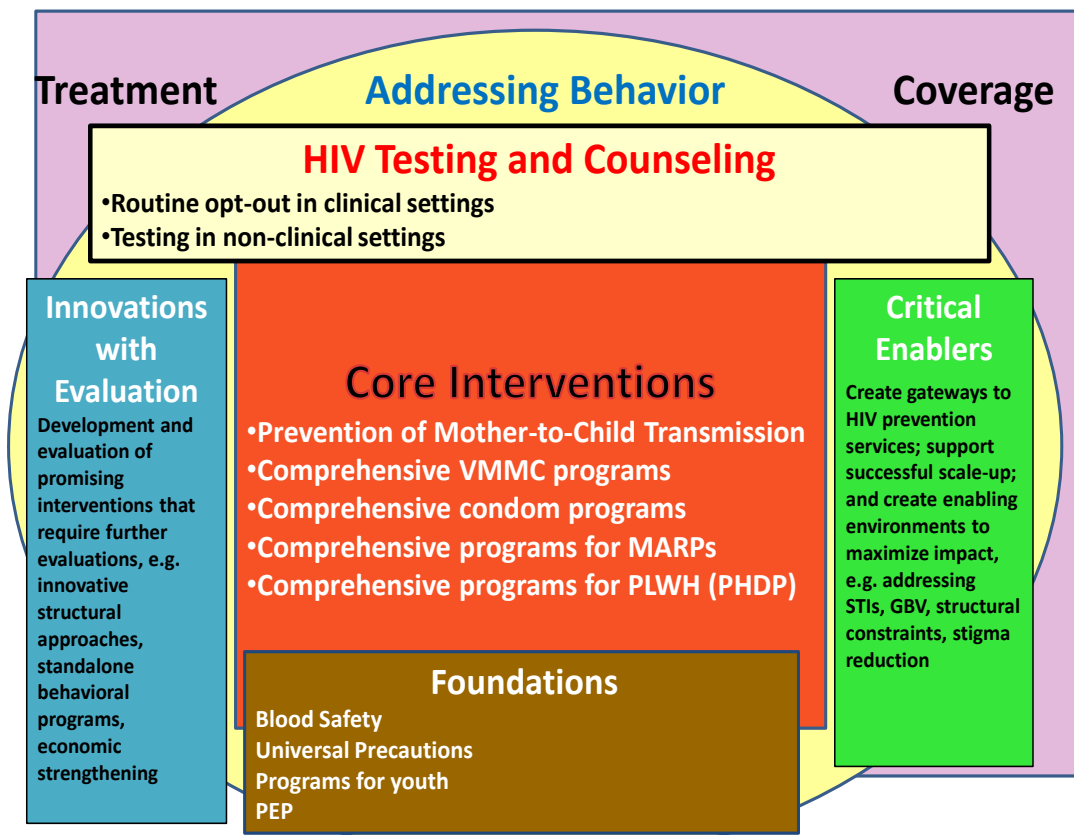 Treatment
Addressing Behavior
Coverage
HIV Testing and Counseling
•Routine opt-out in clinical settings
•Testing in non-clinical settings
Innovations
with
Evaluation
Development and
evaluation of
promising
interventions that
require further
evaluations, e.g.
innovative
structural
approaches,
standalone
behavioral
programs,
economic
strengthening
Core Interventions
•Prevention of Mother-to-Child Transmission
•Comprehensive VMMC programs
•Comprehensive condom programs
•Comprehensive programs for MARPs
•Comprehensive programs for PLWH (PHDP)
Critical
Enablers
Create gateways to
HIV prevention
services; support
successful scale-up;
and create enabling
environments to
maximize impact,
e.g. addressing
STIs, GBV, structural
constraints, stigma
reduction
Foundations
Blood Safety
Universal Precautions
Programs for youth
PEP